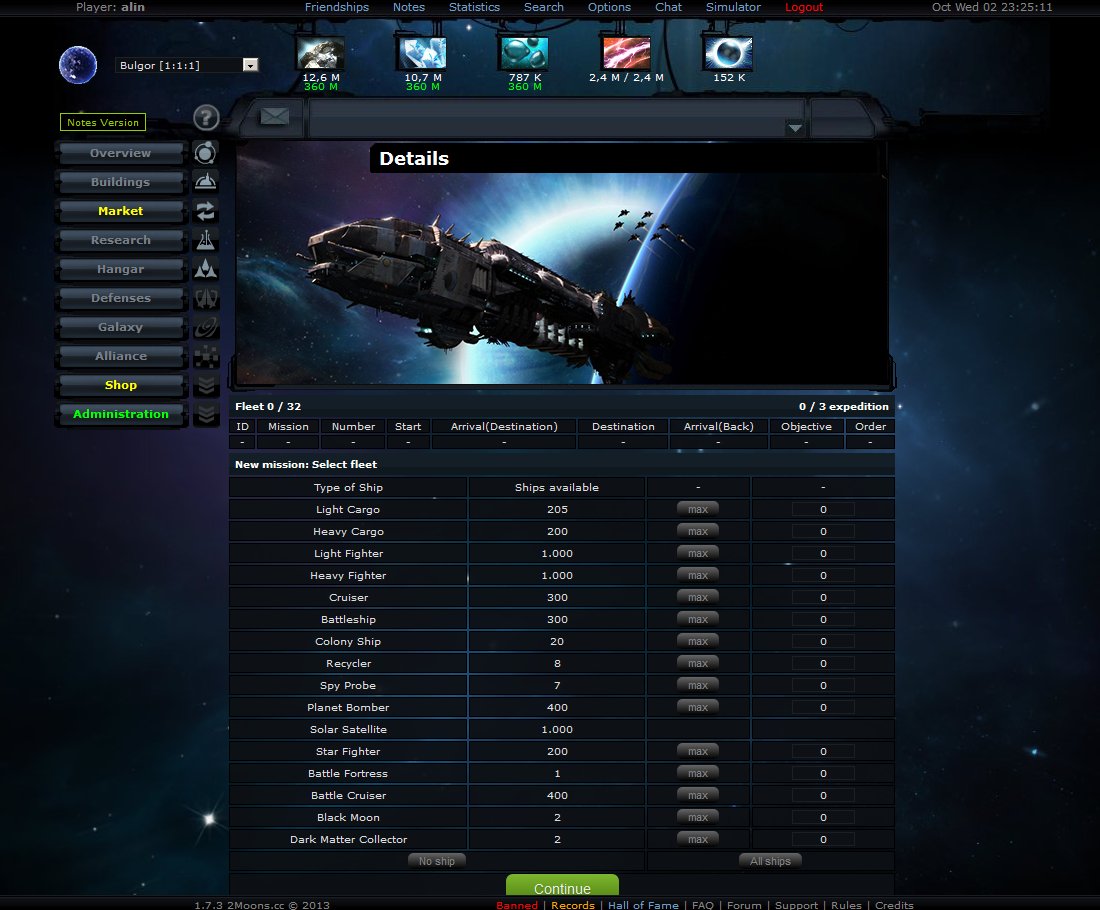 Player: alin Friendships Notes Statistics Search Options Chat Simulator Logout Oct Wed 02 23:25:11
Bulgor [1:1:1]
12,6 M 10,7 M 787 K 2,4 M / 2,4 M 152 K
360 M 360 M 360 M
?
Notes Version
Overview
Buildings
Market
Research
Hangar
Defenses
Galaxy
Alliance
Shop
Administration
Details
Fleet 0 / 32 0 / 3 expedition
ID Mission Number Start Arrival(Destination) Destination Arrival(Back) Objective Order
- - - - - - - - -
New mission: Select fleet
Type of Ship Ships available - -
Light Cargo 205 max 0
Heavy Cargo 200 max 0
Light Fighter 1.000 max 0
Heavy Fighter 1.000 max 0
Cruiser 300 max 0
Battleship 300 max 0
Colony Ship 20 max 0
Recycler 8 max 0
Spy Probe 7 max 0
Planet Bomber 400 max 0
Solar Satellite 1.000
Star Fighter 200 max 0
Battle Fortress 1 max 0
Battle Cruiser 400 max 0
Black Moon 2 max 0
Dark Matter Collector 2 max 0
No ship All ships
Continue
1.7.3 2Moons.cc © 2013 Banned | Records | Hall of Fame | FAQ | Forum | Support | Rules | Credits